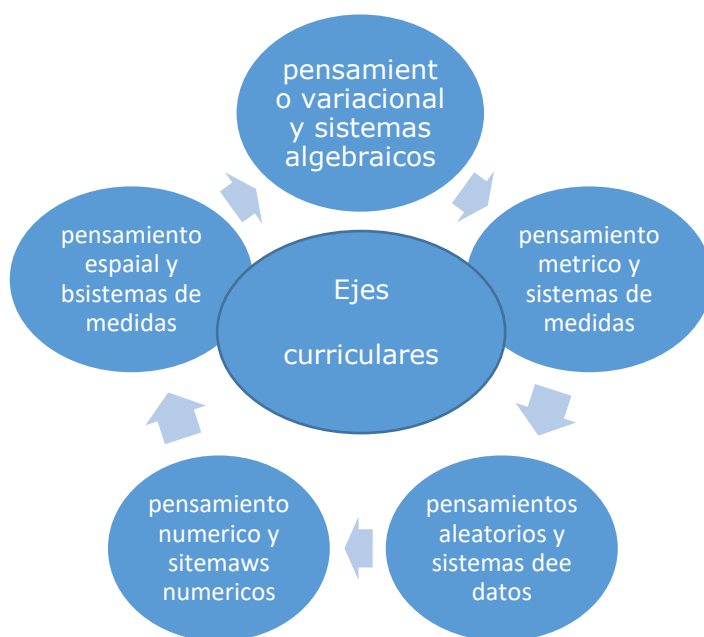 pensamient
o variacional
y sistemas
algebraicos
pensamiento
metrico y
sistemas de
medidas
pensamientos
aleatorios y
sistemas dee
datos
pensamiento
numerico y
sitemaws
numericos
pensamiento
espaial y
bsistemas de
medidas
Ejes
curriculares